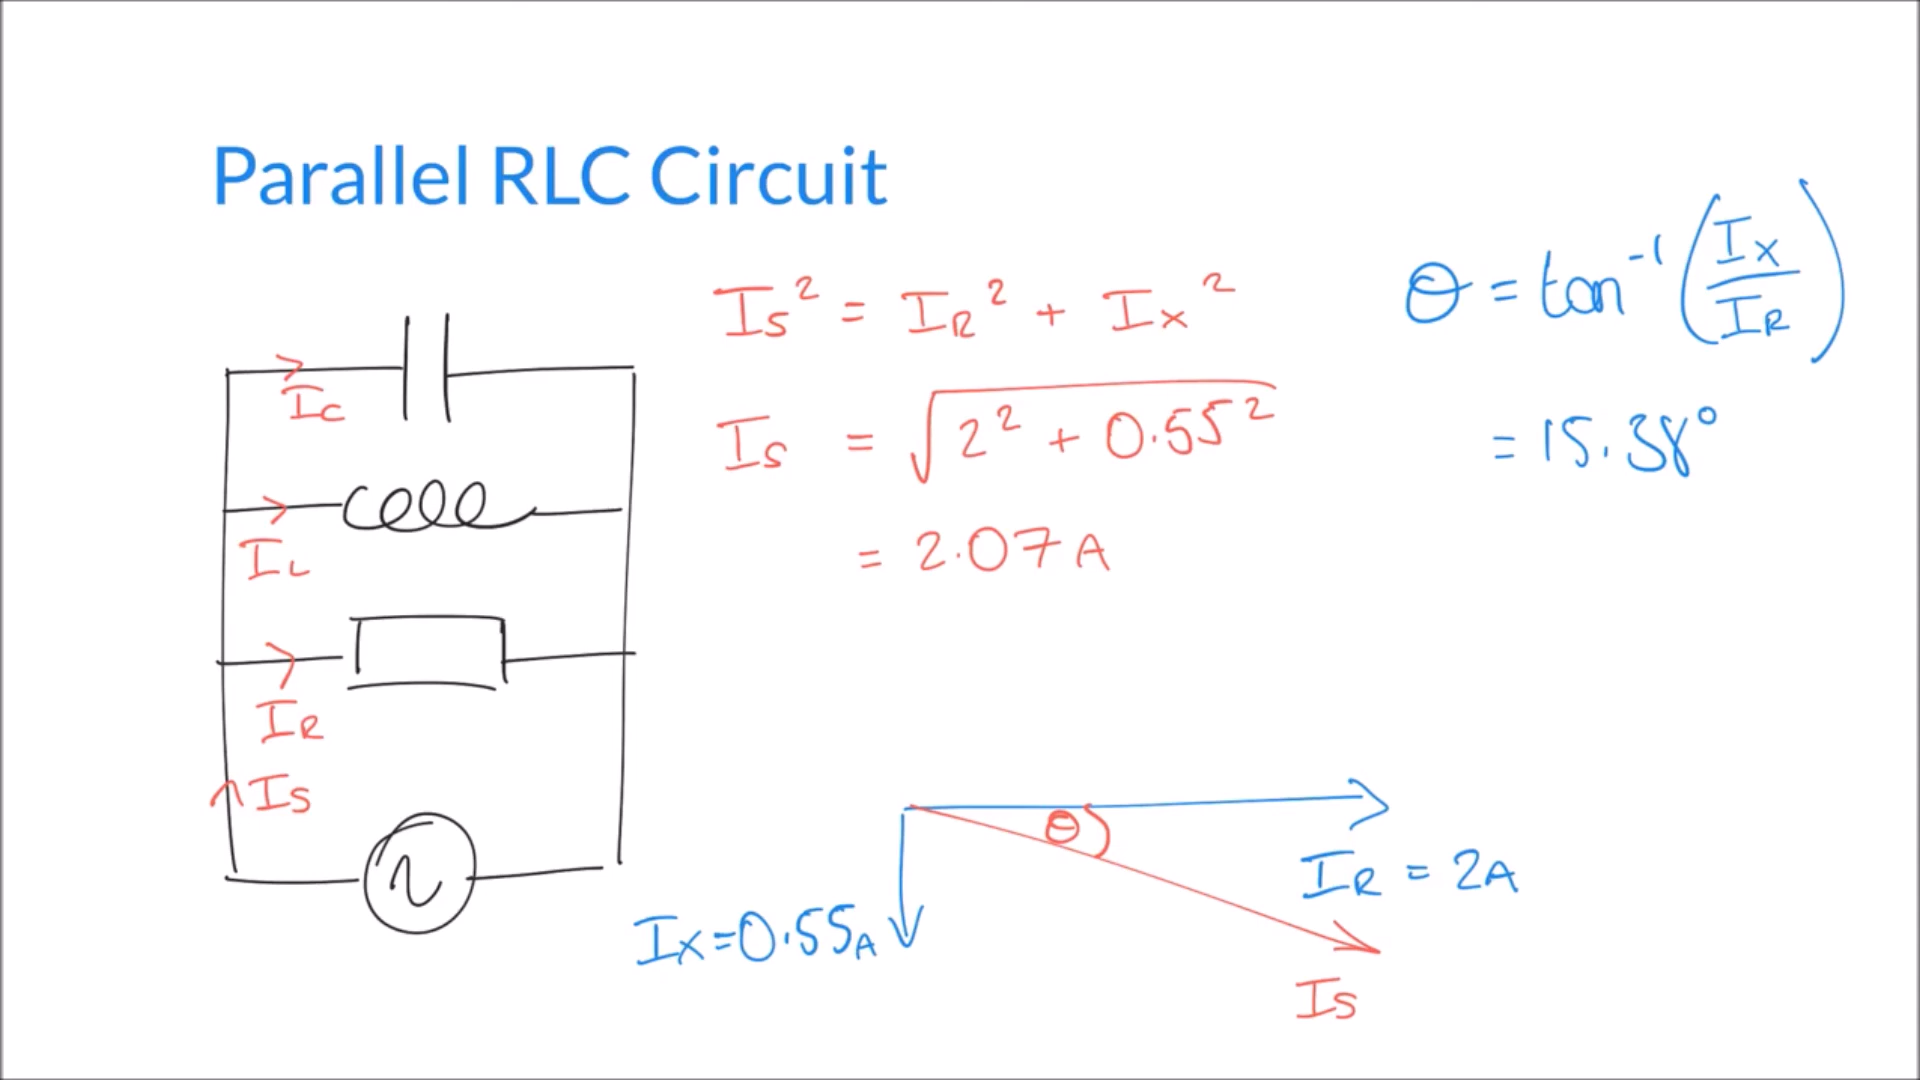 Parallel RLC Circuit
Is² = IR² + Ix²
Is = √2² + 0.55²
= 2.07A
θ = tan⁻¹(Ix/IR)
= 15.38°
Ic
IL
IR
Is
θ
IR = 2A
Ix=0.55A
Is